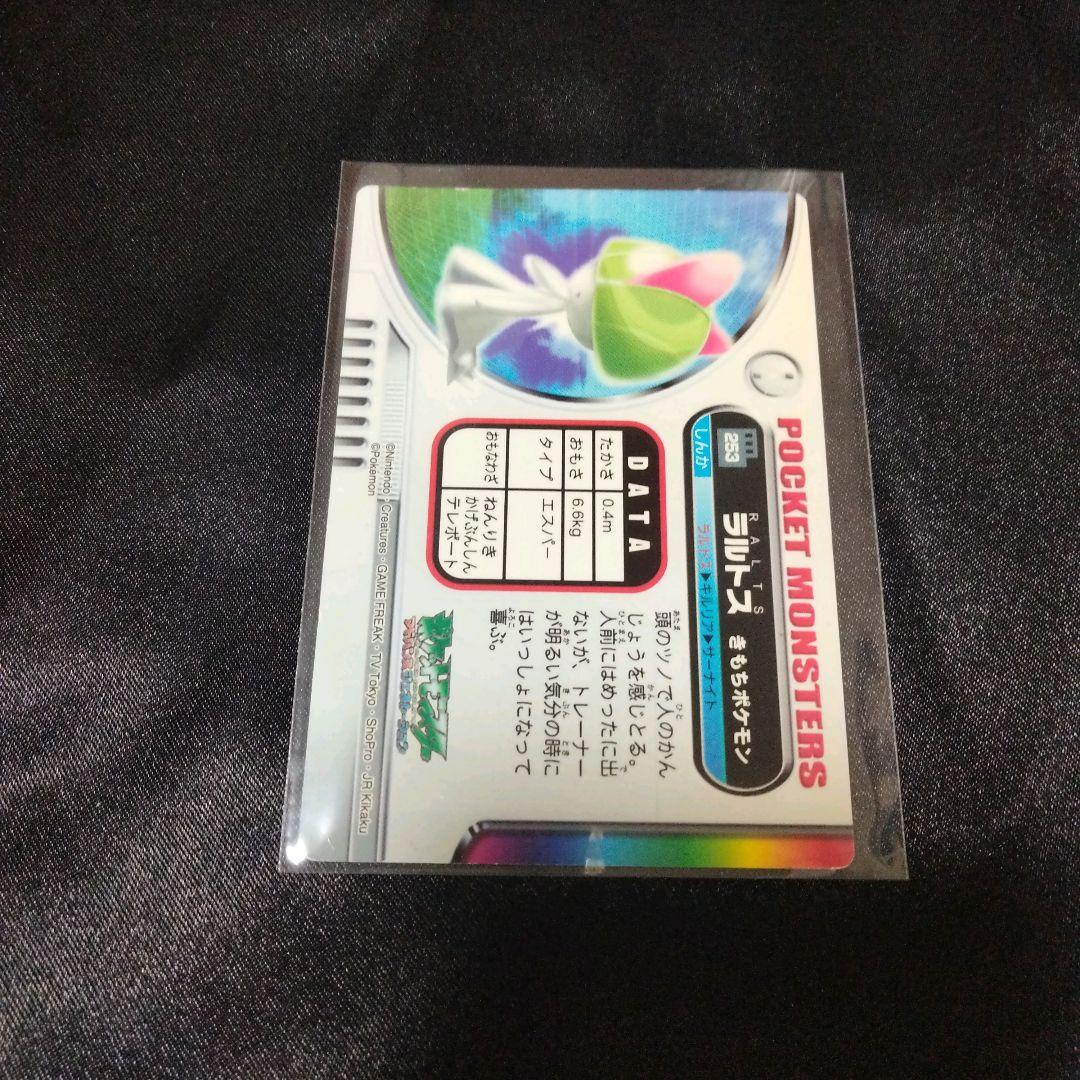 POCKET MONSTERS
253
RALTS
ラルトス きもちポケモン
しんか
ラルトス▶キルリア▶サーナイト
DATA
たかさ 0.4m
おもさ 6.6kg
タイプ エスパー
おもなわざ ねんりき
かげぶんしん
テレポート
頭のツノで人のかん
じょうを感じとる。
人前にはめったに出
ないが、トレーナー
が明るい気分の時に
はいっしょになって
喜ぶ。
©Nintendo・Creatures・GAME FREAK・TVTokyo・ShoPro・JR Kikaku
©Pokémon